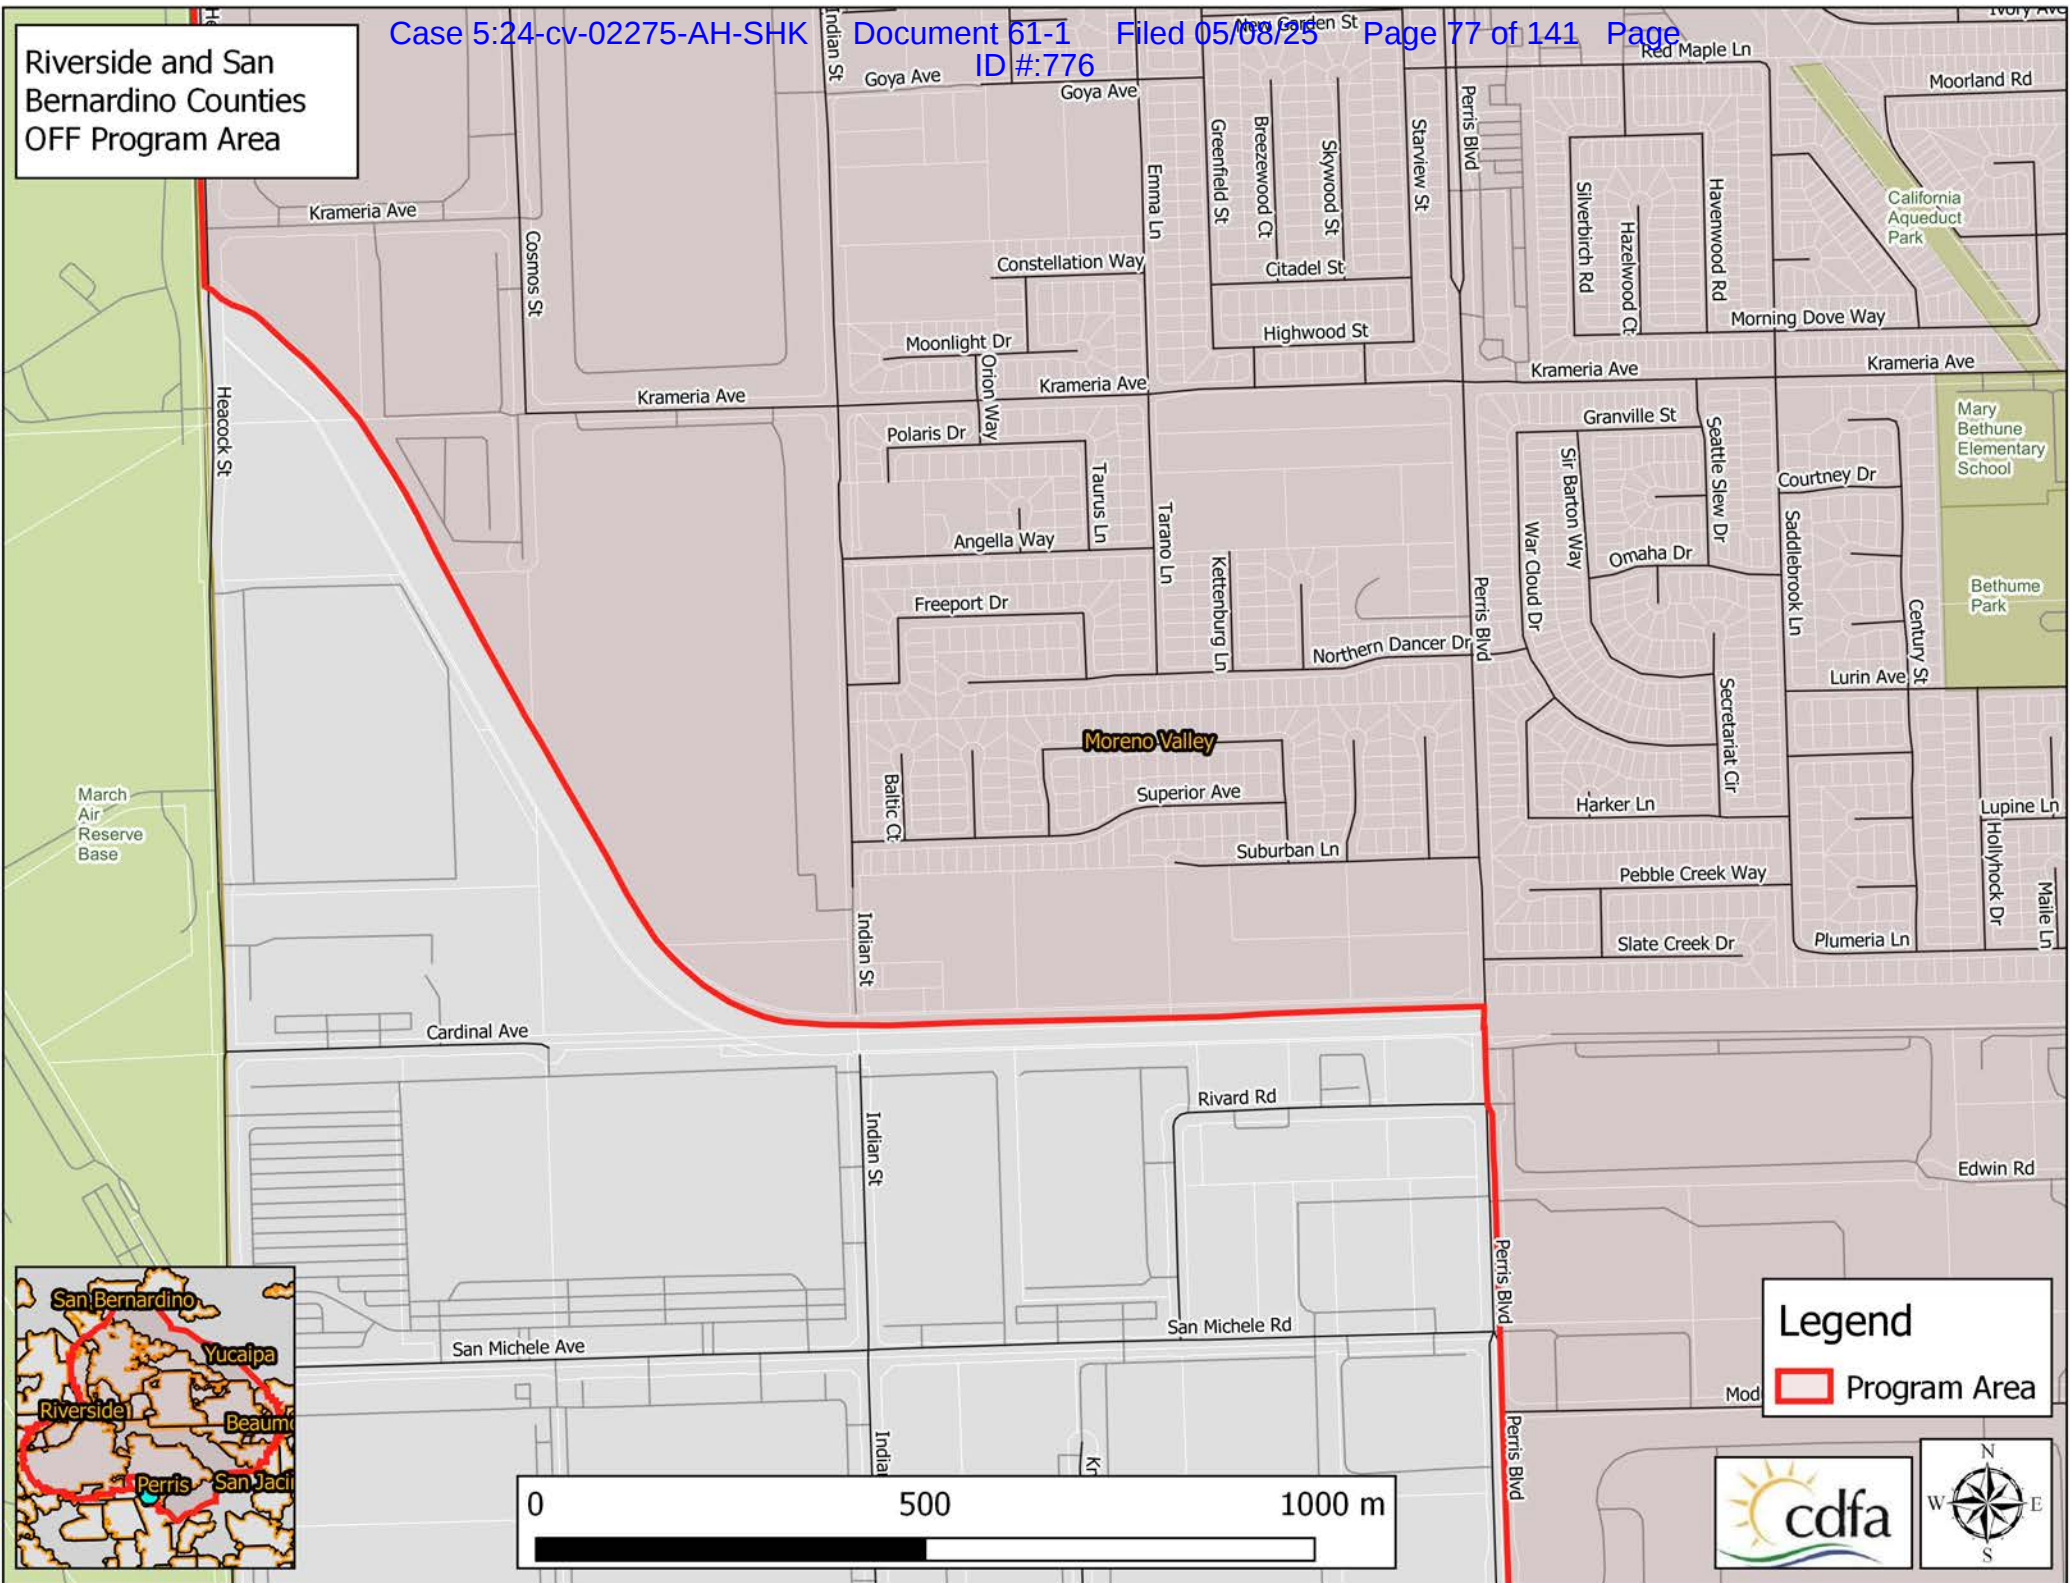 Case 5:24-cv-02275-AH-SHK Document 61-1 Filed 05/08/25 Page 77 of 141 Page
ID #:776
Riverside and San
Bernardino Counties
OFF Program Area
New Garden St
Red Maple Ln
Moorland Rd
Indian St
Goya Ave
Goya Ave
Perris Blvd
Greenfield St
Breezewood Ct
Skywood St
Starview St
Emma Ln
Silverbirch Rd
Hazelwood Ct
Havenwood Rd
California
Aqueduct
Park
Krameria Ave
Cosmos St
Constellation Way
Citadel St
Highwood St
Morning Dove Way
Moonlight Dr
Orion Way
Krameria Ave
Krameria Ave
Krameria Ave
Krameria Ave
Heacock St
Polaris Dr
Taurus Ln
Granville St
Seattle Slew Dr
Sir Barton Way
Courtney Dr
Mary
Bethune
Elementary
School
Angella Way
Tarano Ln
Kettenburg Ln
War Cloud Dr
Omaha Dr
Saddlebrook Ln
Bethume
Park
Freeport Dr
Perris Blvd
Northern Dancer Dr
Century St
Lurin Ave
Secretariat Cir
Moreno Valley
Baltic Ct
Superior Ave
Suburban Ln
Harker Ln
Lupine Ln
Hollyhock Dr
Maile Ln
March
Air
Reserve
Base
Pebble Creek Way
Slate Creek Dr
Plumeria Ln
Indian St
Cardinal Ave
Indian St
Rivard Rd
Edwin Rd
Perris Blvd
San Michele Ave
San Michele Rd
Perris Blvd
San Bernardino
Yucaipa
Riverside
Beaumo
Perris
San Jacin
Legend
Program Area
0 500 1000 m
cdfa
N
W E
S